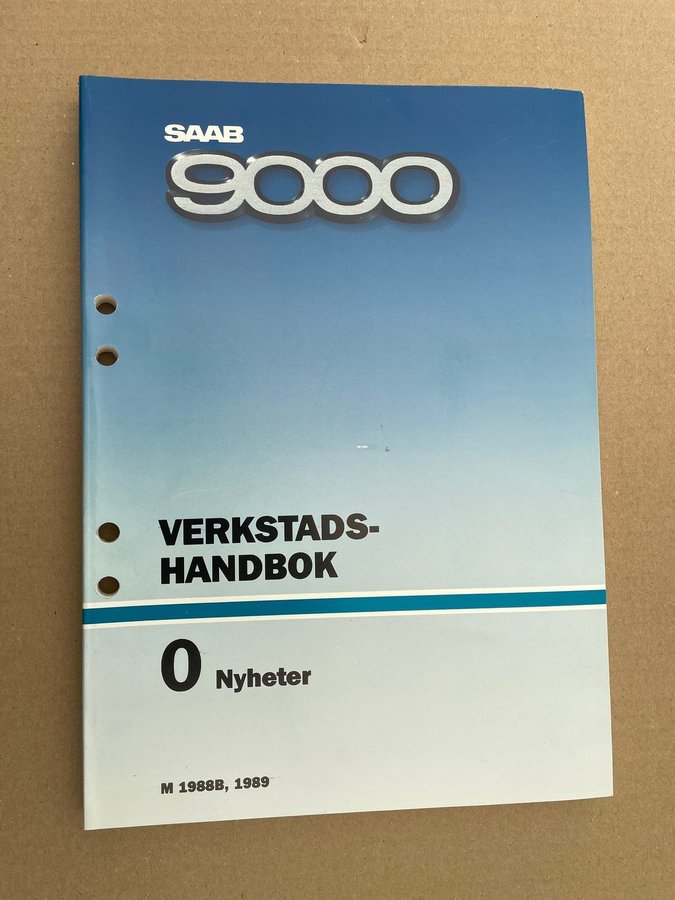 SAAB
9000
VERKSTADS-
HANDBOK
0 Nyheter
M 1988B, 1989